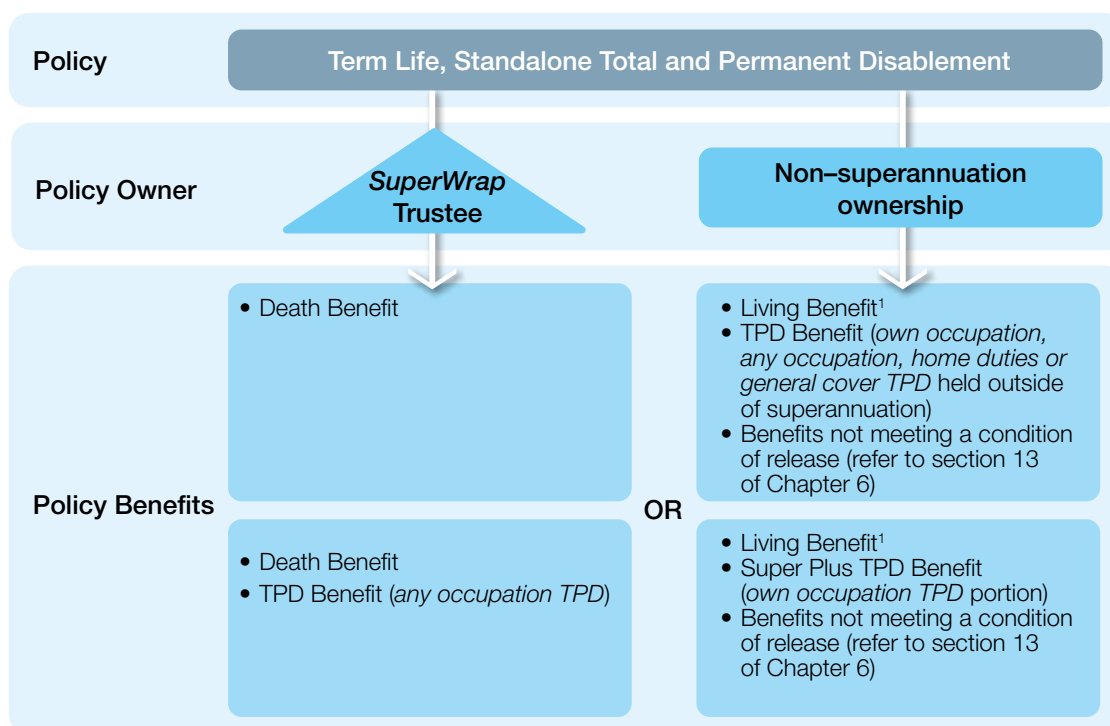 Policy
Term Life, Standalone Total and Permanent Disablement
Policy Owner
SuperWrap
Trustee
Non–superannuation
ownership
Policy Benefits
• Death Benefit
• Death Benefit
• TPD Benefit (any occupation TPD)
OR
• Living Benefit¹
• TPD Benefit (own occupation,
any occupation, home duties or
general cover TPD held outside
of superannuation)
• Benefits not meeting a condition
of release (refer to section 13
of Chapter 6)
• Living Benefit¹
• Super Plus TPD Benefit
(own occupation TPD portion)
• Benefits not meeting a condition
of release (refer to section 13
of Chapter 6)